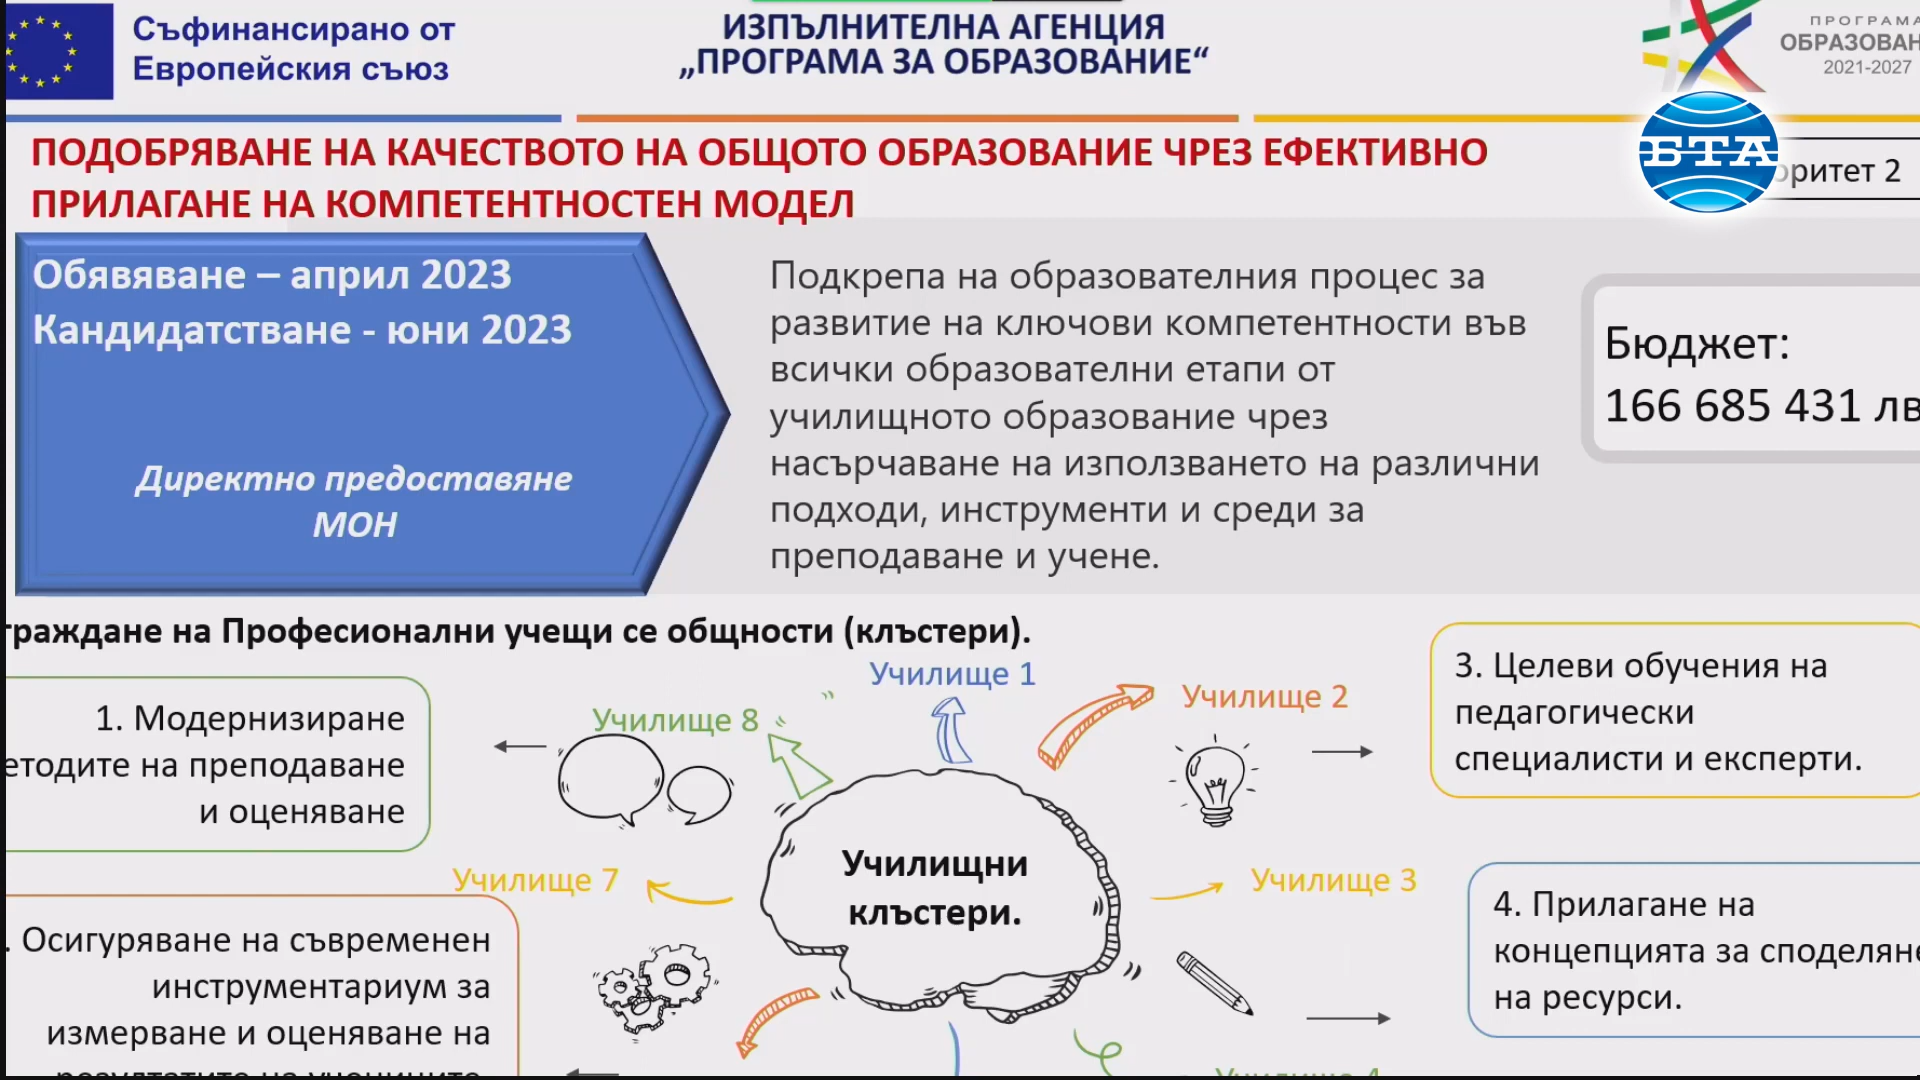 Съфинансирано от
Европейския съюз
ИЗПЪЛНИТЕЛНА АГЕНЦИЯ
„ПРОГРАМА ЗА ОБРАЗОВАНИЕ“
ПРОГРАМА
2021-2027
БТА
ПОДОБРЯВАНЕ НА КАЧЕСТВОТО НА ОБЩОТО ОБРАЗОВАНИЕ ЧРЕЗ ЕФЕКТИВНО
ПРИЛАГАНЕ НА КОМПЕТЕНТНОСТЕН МОДЕЛ
2
Обявяване – април 2023
Кандидатстване - юни 2023
Директно предоставяне
МОН
Подкрепа на образователния процес за
развитие на ключови компетентности във
всички образователни етапи от
училищното образование чрез
насърчаване на използването на различни
подходи, инструменти и среди за
преподаване и учене.
Бюджет:
166 685 431 лв
граждане на Професионални учещи се общности (клъстери).
Училище 1
Училище 2
Училище 8
1. Модернизиране
етодите на преподаване
и оценяване
3. Целеви обучения на
педагогически
специалисти и експерти.
Училищни
клъстери.
Училище 7
Училище 3
. Осигуряване на съвременен
инструментариум за
измерване и оценяване на
4. Прилагане на
концепцията за споделяне
на ресурси.